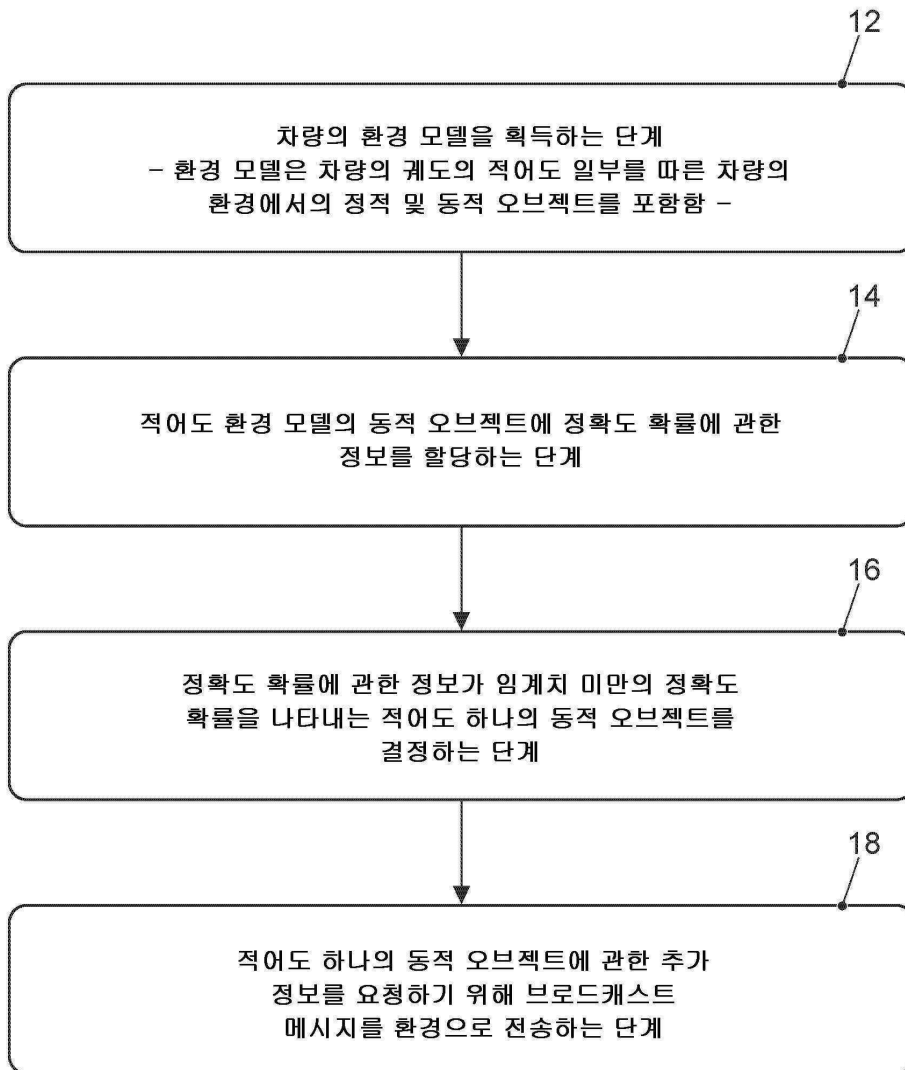 12
차량의 환경 모델을 획득하는 단계
- 환경 모델은 차량의 궤도의 적어도 일부를 따른 차량의
환경에서의 정적 및 동적 오브젝트를 포함함 -
14
적어도 환경 모델의 동적 오브젝트에 정확도 확률에 관한
정보를 할당하는 단계
16
정확도 확률에 관한 정보가 임계치 미만의 정확도
확률을 나타내는 적어도 하나의 동적 오브젝트를
결정하는 단계
18
적어도 하나의 동적 오브젝트에 관한 추가
정보를 요청하기 위해 브로드캐스트
메시지를 환경으로 전송하는 단계